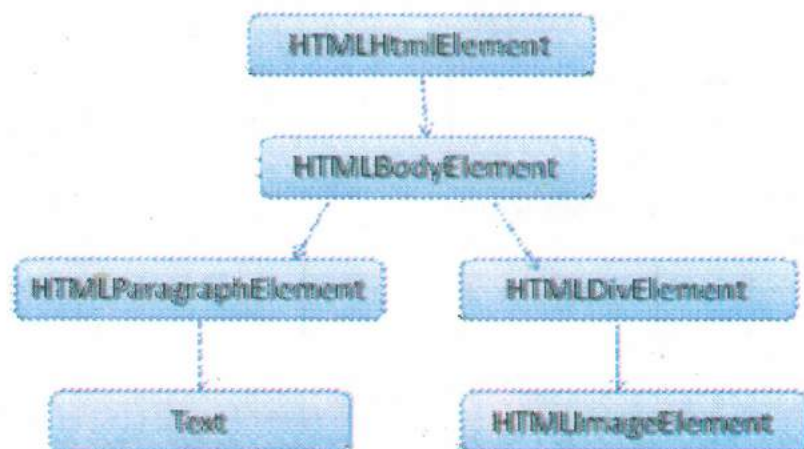 HTMLHtmlElement
HTMLBodyElement
HTMLParagraphElement
HTMLDivElement
Text
HTMLImageElement